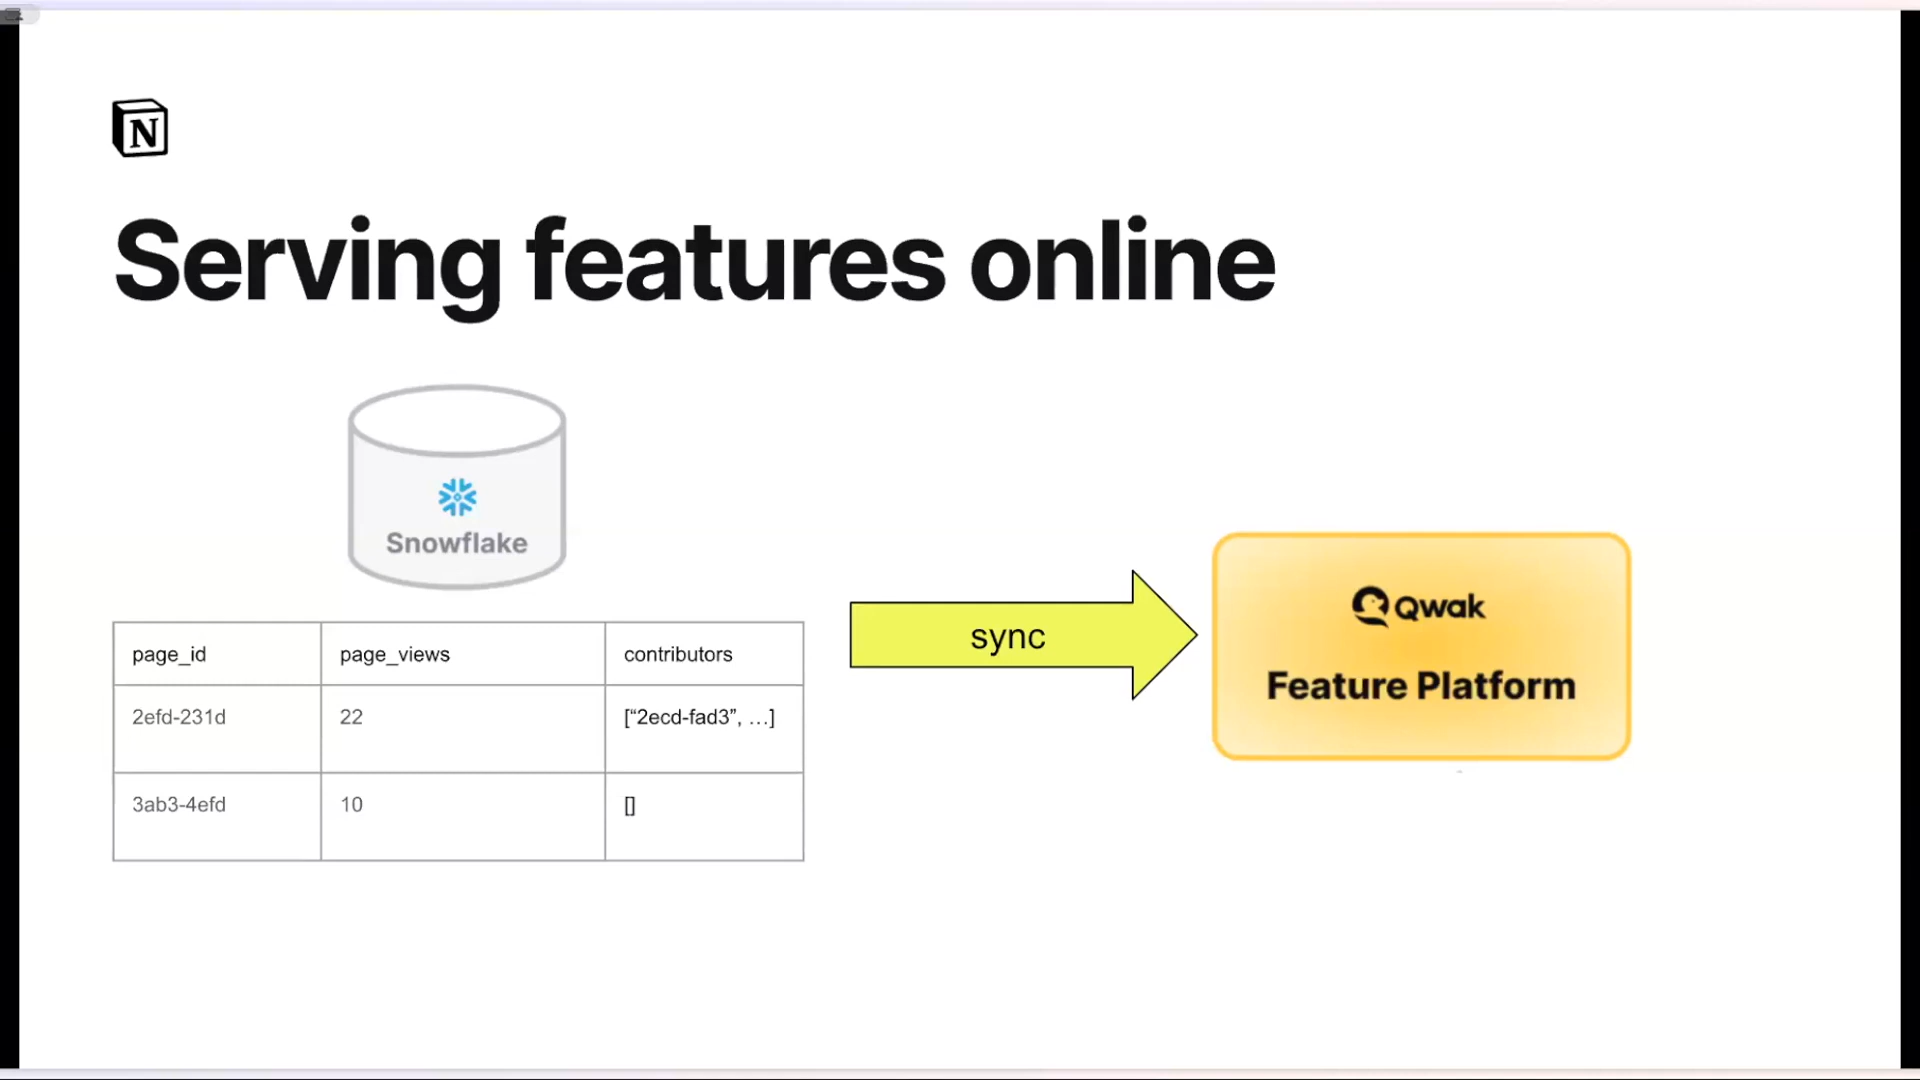 N
Serving features online
Snowflake
page_id page_views contributors
2efd-231d 22 [“2ecd-fad3”, …]
3ab3-4efd 10 []
sync
Qwak
Feature Platform